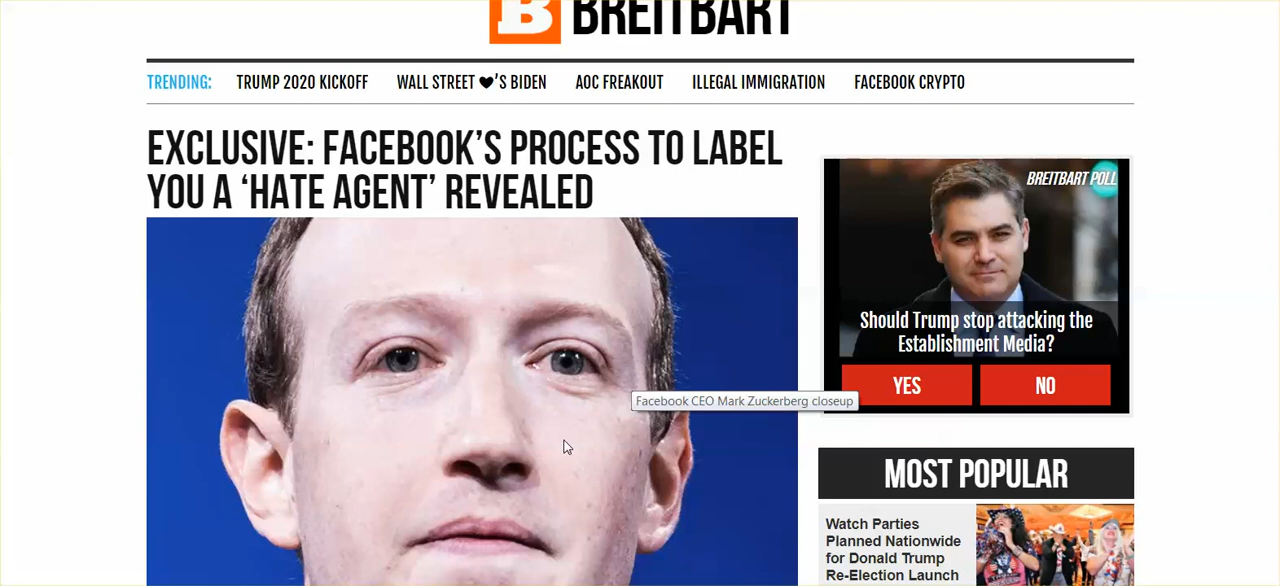 B BREITBART
TRENDING: TRUMP 2020 KICKOFF WALL STREET ♥'S BIDEN AOC FREAKOUT ILLEGAL IMMIGRATION FACEBOOK CRYPTO
EXCLUSIVE: FACEBOOK'S PROCESS TO LABEL
YOU A ‘HATE AGENT’ REVEALED
Facebook CEO Mark Zuckerberg closeup
BREITBART POLL
Should Trump stop attacking the
Establishment Media?
YES NO
MOST POPULAR
Watch Parties
Planned Nationwide
for Donald Trump
Re-Election Launch